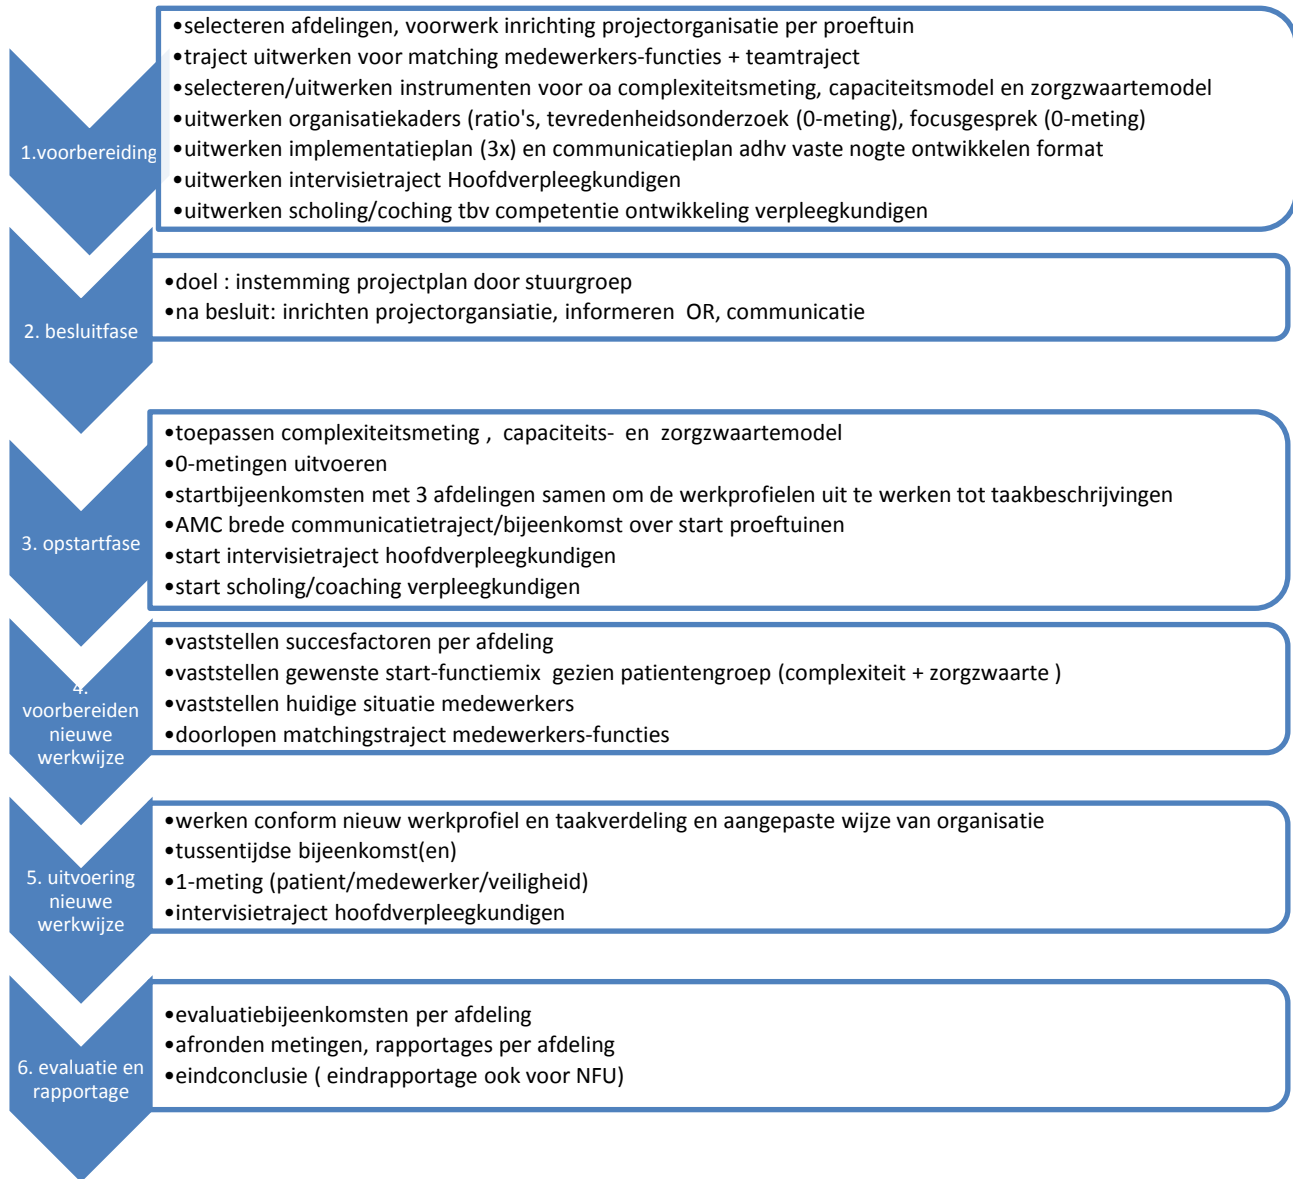 1.voorbereiding
•selecteren afdelingen, voorwerk inrichting projectorganisatie per proeftuin
•traject uitwerken voor matching medewerkers-functies + teamtraject
•selecteren/uitwerken instrumenten voor oa complexiteitsmeting, capaciteitsmodel en zorgzwaartemodel
•uitwerken organisatiekaders (ratio's, tevredenheidsonderzoek (0-meting), focusgesprek (0-meting)
•uitwerken implementatieplan (3x) en communicatieplan adhv vaste nogte ontwikkelen format
•uitwerken intervisietraject Hoofdverpleegkundigen
•uitwerken scholing/coching tbv competentie ontwikkeling verpleegkundigen
2. besluitfase
•doel : instemming projectplan door stuurgroep
•na besluit: inrichten projectorgansiatie, informeren OR, communicatie
3. opstartfase
•toepassen complexiteitsmeting , capaciteits- en zorgzwaartemodel
•0-metingen uitvoeren
•startbijeenkomsten met 3 afdelingen samen om de werkprofielen uit te werken tot taakbeschrijvingen
•AMC brede communicatietraject/bijeenkomst over start proeftuinen
•start intervisietraject hoofdverpleegkundigen
•start scholing/coaching verpleegkundigen
4.
voorbereiden
nieuwe
werkwijze
•vaststellen succesfactoren per afdeling
•vaststellen gewenste start-functiemix gezien patientengroep (complexiteit + zorgzwaarte )
•vaststellen huidige situatie medewerkers
•doorlopen matchingstraject medewerkers-functies
5. uitvoering
nieuwe
werkwijze
•werken conform nieuw werkprofiel en taakverdeling en aangepaste wijze van organisatie
•tussentijdse bijeenkomst(en)
•1-meting (patient/medewerker/veiligheid)
•intervisietraject hoofdverpleegkundigen
6. evaluatie en
rapportage
•evaluatiebijeenkomsten per afdeling
•afronden metingen, rapportages per afdeling
•eindconclusie ( eindrapportage ook voor NFU)